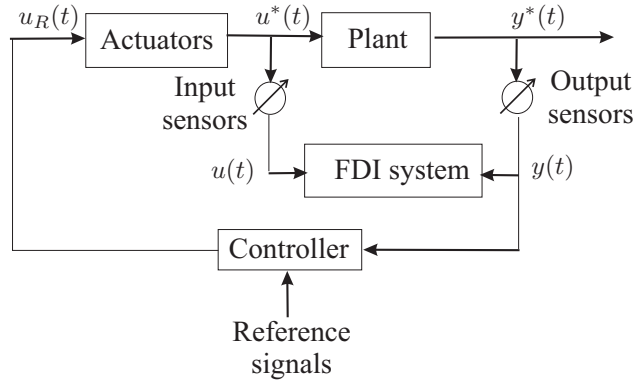 u_R(t)
Actuators
u*(t)
Plant
y*(t)
Input
sensors
Output
sensors
u(t)
FDI system
y(t)
Controller
Reference
signals